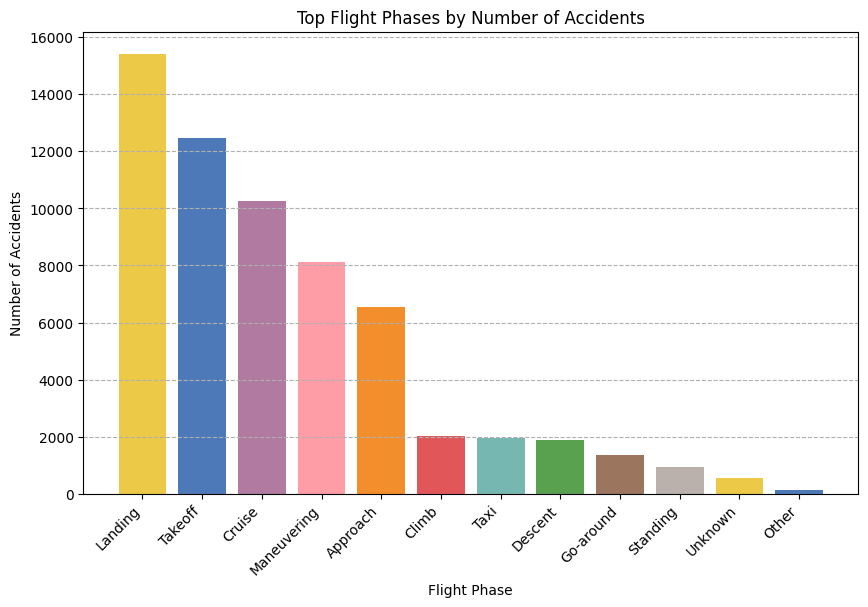 Top Flight Phases by Number of Accidents
Number of Accidents
16000
14000
12000
10000
8000
6000
4000
2000
0
Landing
Takeoff
Cruise
Maneuvering
Approach
Climb
Taxi
Descent
Go-around
Standing
Unknown
Other
Flight Phase